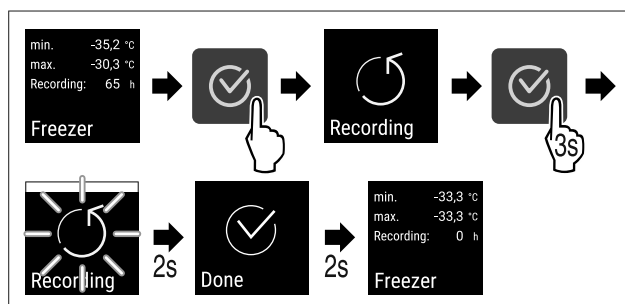 min. -35,2 °C
max. -30,3 °C
Recording: 65 h
Freezer
Recording
3s
Recording
2s
Done
2s
min. -33,3 °C
max. -33,3 °C
Recording: 0 h
Freezer